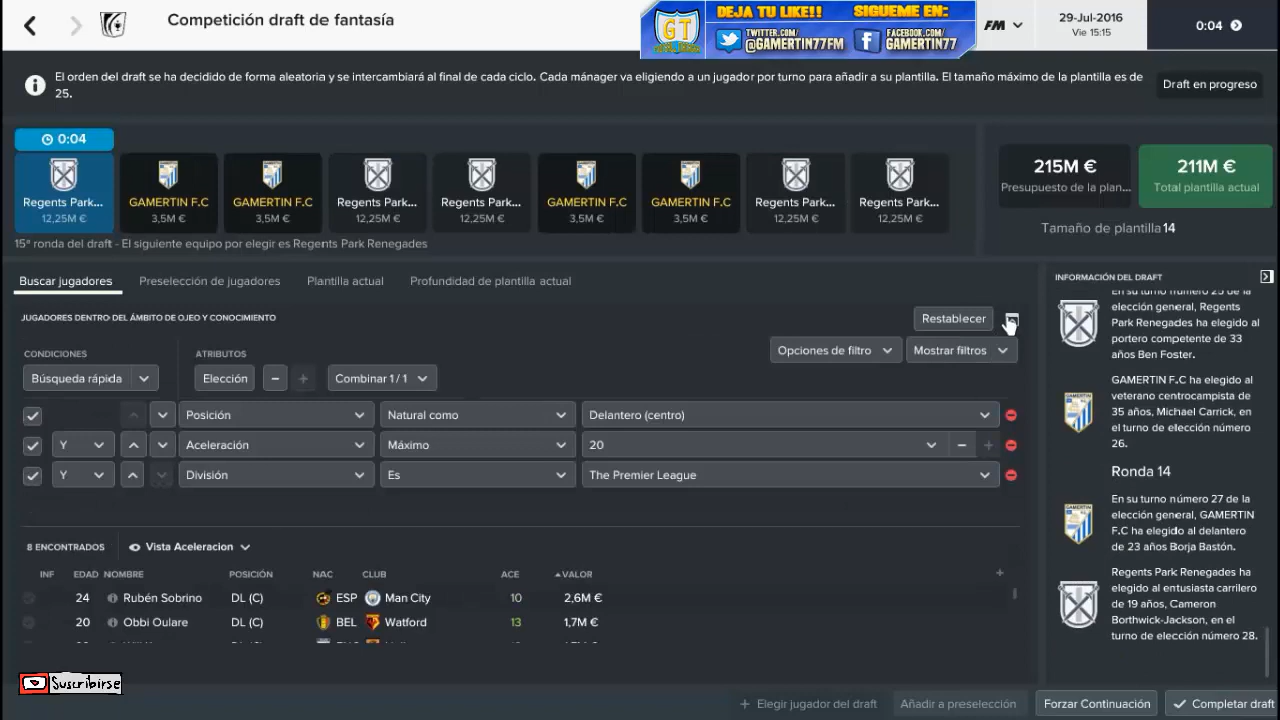 Competición draft de fantasía
DEJA TU LIKE!! SIGUEME EN:
GT
TWITTER.COM/
@GAMERTIN77FM
FACEBOOK.COM/
GAMERTIN77
FM
29-Jul-2016
Vie 15:15
0:04
El orden del draft se ha decidido de forma aleatoria y se intercambiará al final de cada ciclo. Cada mánager va eligiendo a un jugador por turno para añadir a su plantilla. El tamaño máximo de la plantilla es de
25.
Draft en progreso
0:04
Regents Park... GAMERTIN F.C GAMERTIN F.C Regents Park... Regents Park... GAMERTIN F.C GAMERTIN F.C Regents Park... Regents Park...
12,25M € 3,5M € 3,5M € 12,25M € 12,25M € 3,5M € 3,5M € 12,25M € 12,25M €
15ª ronda del draft - El siguiente equipo por elegir es Regents Park Renegades
215M € 211M €
Presupuesto de la plan... Total plantilla actual
Tamaño de plantilla 14
Buscar jugadores Preselección de jugadores Plantilla actual Profundidad de plantilla actual
JUGADORES DENTRO DEL ÁMBITO DE OJEO Y CONOCIMIENTO
Restablecer
Opciones de filtro Mostrar filtros
CONDICIONES ATRIBUTOS
Búsqueda rápida Elección Combinar 1 / 1
Posición Natural como Delantero (centro)
Y Aceleración Máximo 20
Y División Es The Premier League
8 ENCONTRADOS Vista Aceleracion
INF EDAD NOMBRE POSICIÓN NAC CLUB ACE VALOR
24 Rubén Sobrino DL (C) ESP Man City 10 2,6M €
20 Obbi Oulare DL (C) BEL Watford 13 1,7M €
INFORMACIÓN DEL DRAFT
En su turno número 25 de la
elección general, Regents
Park Renegades ha elegido al
portero competente de 33
años Ben Foster.
GAMERTIN F.C ha elegido al
veterano centrocampista de
35 años, Michael Carrick, en
el turno de elección número
26.
Ronda 14
En su turno número 27 de la
elección general, GAMERTIN
F.C ha elegido al delantero
de 23 años Borja Bastón.
Regents Park Renegades ha
elegido al entusiasta carrilero
de 19 años, Cameron
Borthwick-Jackson, en el
turno de elección número 28.
Suscribirse
Elegir jugador del draft Añadir a preselección Forzar Continuación Completar draft